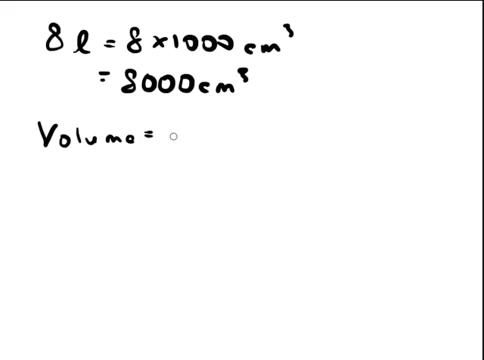 8 l = 8 × 1000 cm³
= 8000 cm³
Volume =